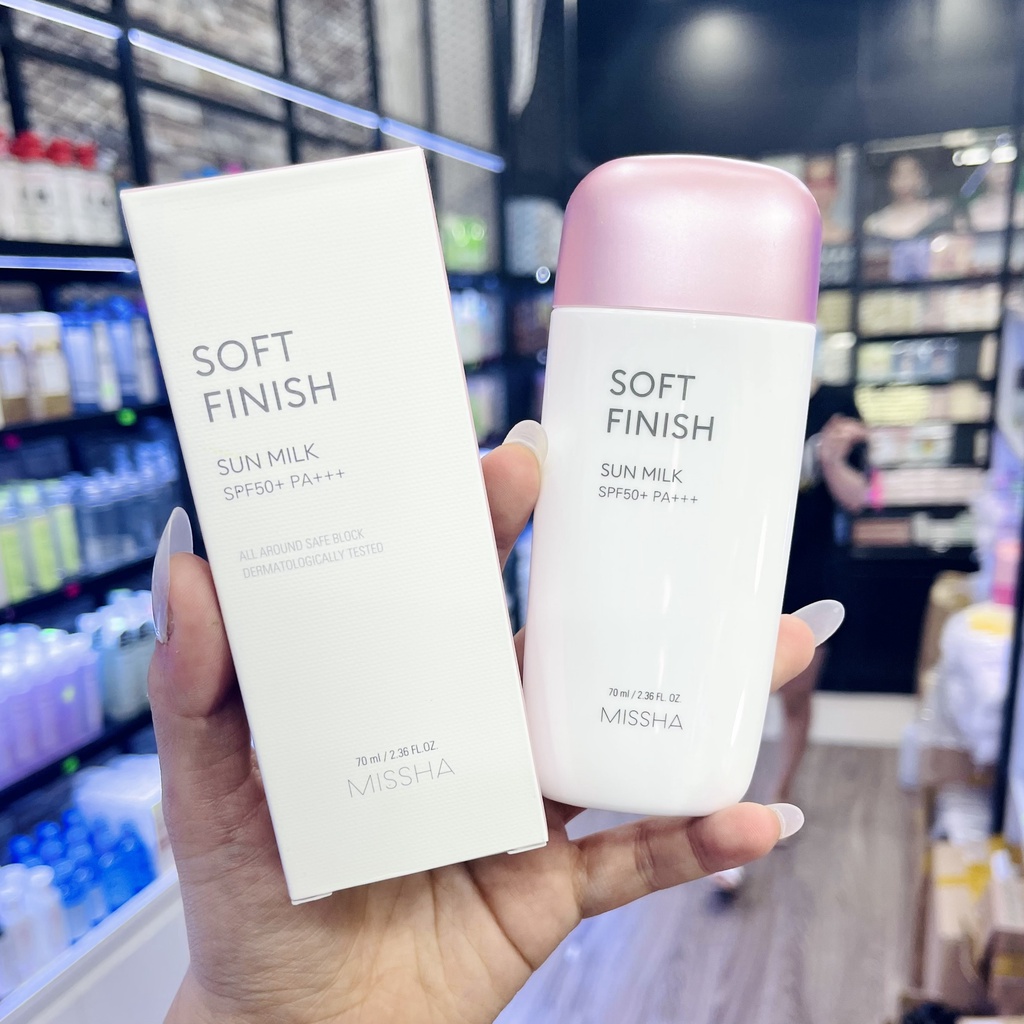 SOFT
FINISH
SUN MILK
SPF50+ PA+++
ALL AROUND SAFE BLOCK
DERMATOLOGICALLY TESTED
70 ml / 2.36 FL.OZ.
MISSHA
SOFT
FINISH
SUN MILK
SPF50+ PA+++
70 ml / 2.36 FL. OZ.
MISSHA